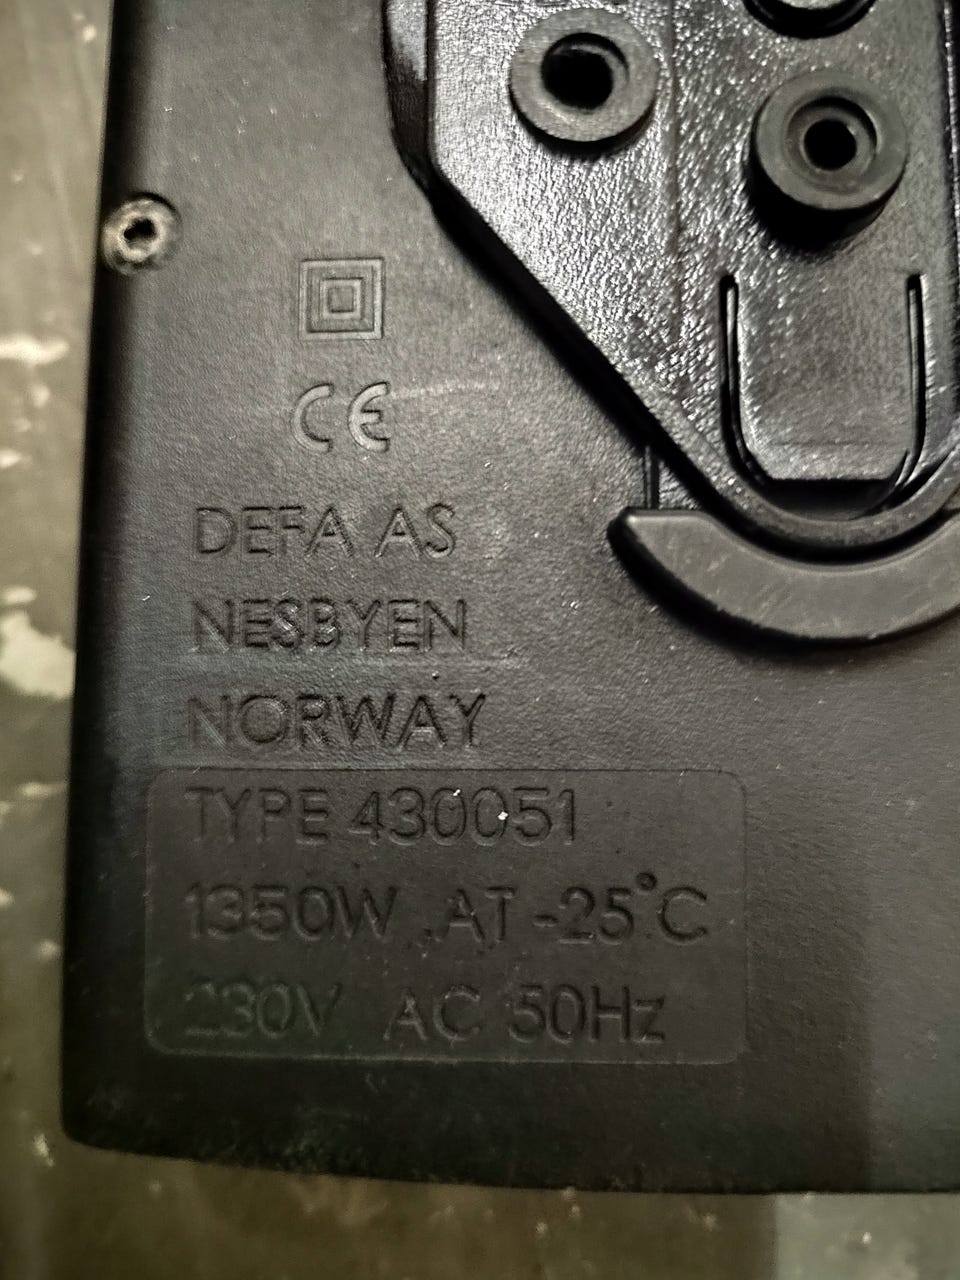 CE
DEFA AS
NESBYEN
NORWAY
TYPE 430051
1350W AT -25°C
230V AC 50Hz